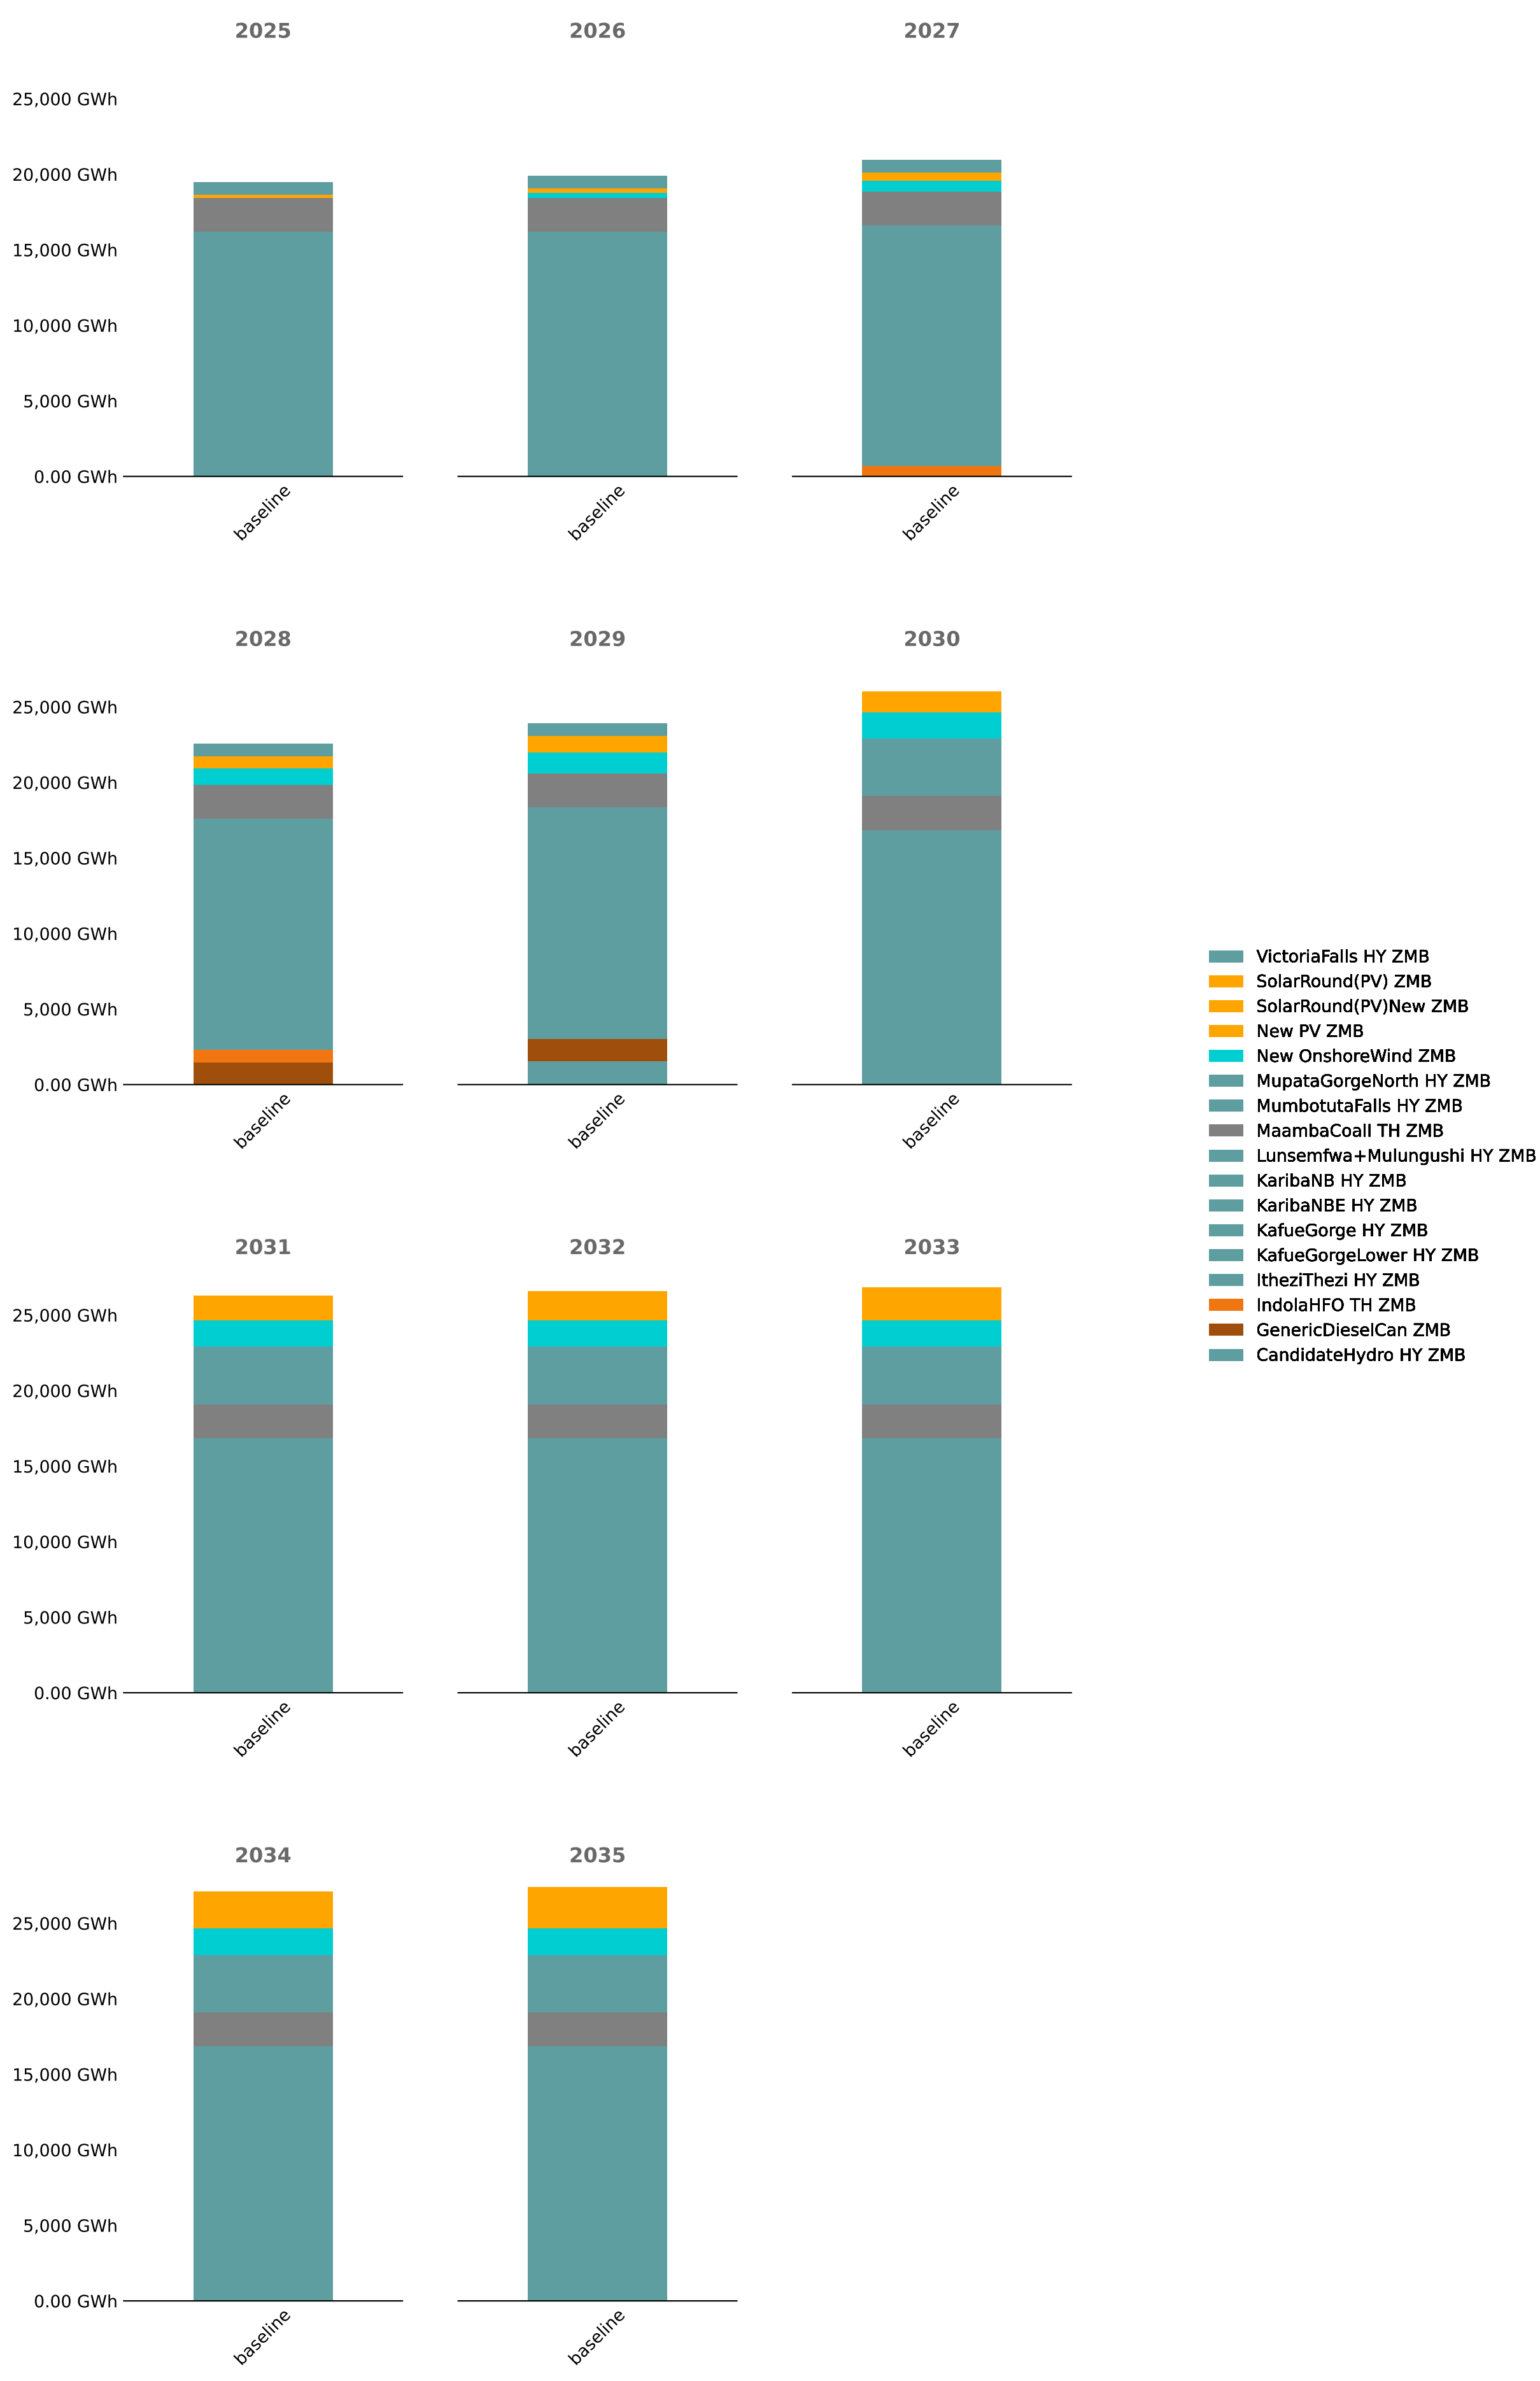 2025
2026
2027
25,000 GWh
20,000 GWh
15,000 GWh
10,000 GWh
5,000 GWh
0.00 GWh
baseline
baseline
baseline
2028
2029
2030
25,000 GWh
20,000 GWh
15,000 GWh
10,000 GWh
5,000 GWh
0.00 GWh
baseline
baseline
baseline
2031
2032
2033
25,000 GWh
20,000 GWh
15,000 GWh
10,000 GWh
5,000 GWh
0.00 GWh
baseline
baseline
baseline
2034
2035
25,000 GWh
20,000 GWh
15,000 GWh
10,000 GWh
5,000 GWh
0.00 GWh
baseline
baseline
VictoriaFalls HY ZMB
SolarRound(PV) ZMB
SolarRound(PV)New ZMB
New PV ZMB
New OnshoreWind ZMB
MupataGorgeNorth HY ZMB
MumbotutaFalls HY ZMB
MaambaCoall TH ZMB
Lunsemfwa+Mulungushi HY ZMB
KaribaNB HY ZMB
KaribaNBE HY ZMB
KafueGorge HY ZMB
KafueGorgeLower HY ZMB
ItheziThezi HY ZMB
IndolaHFO TH ZMB
GenericDieselCan ZMB
CandidateHydro HY ZMB